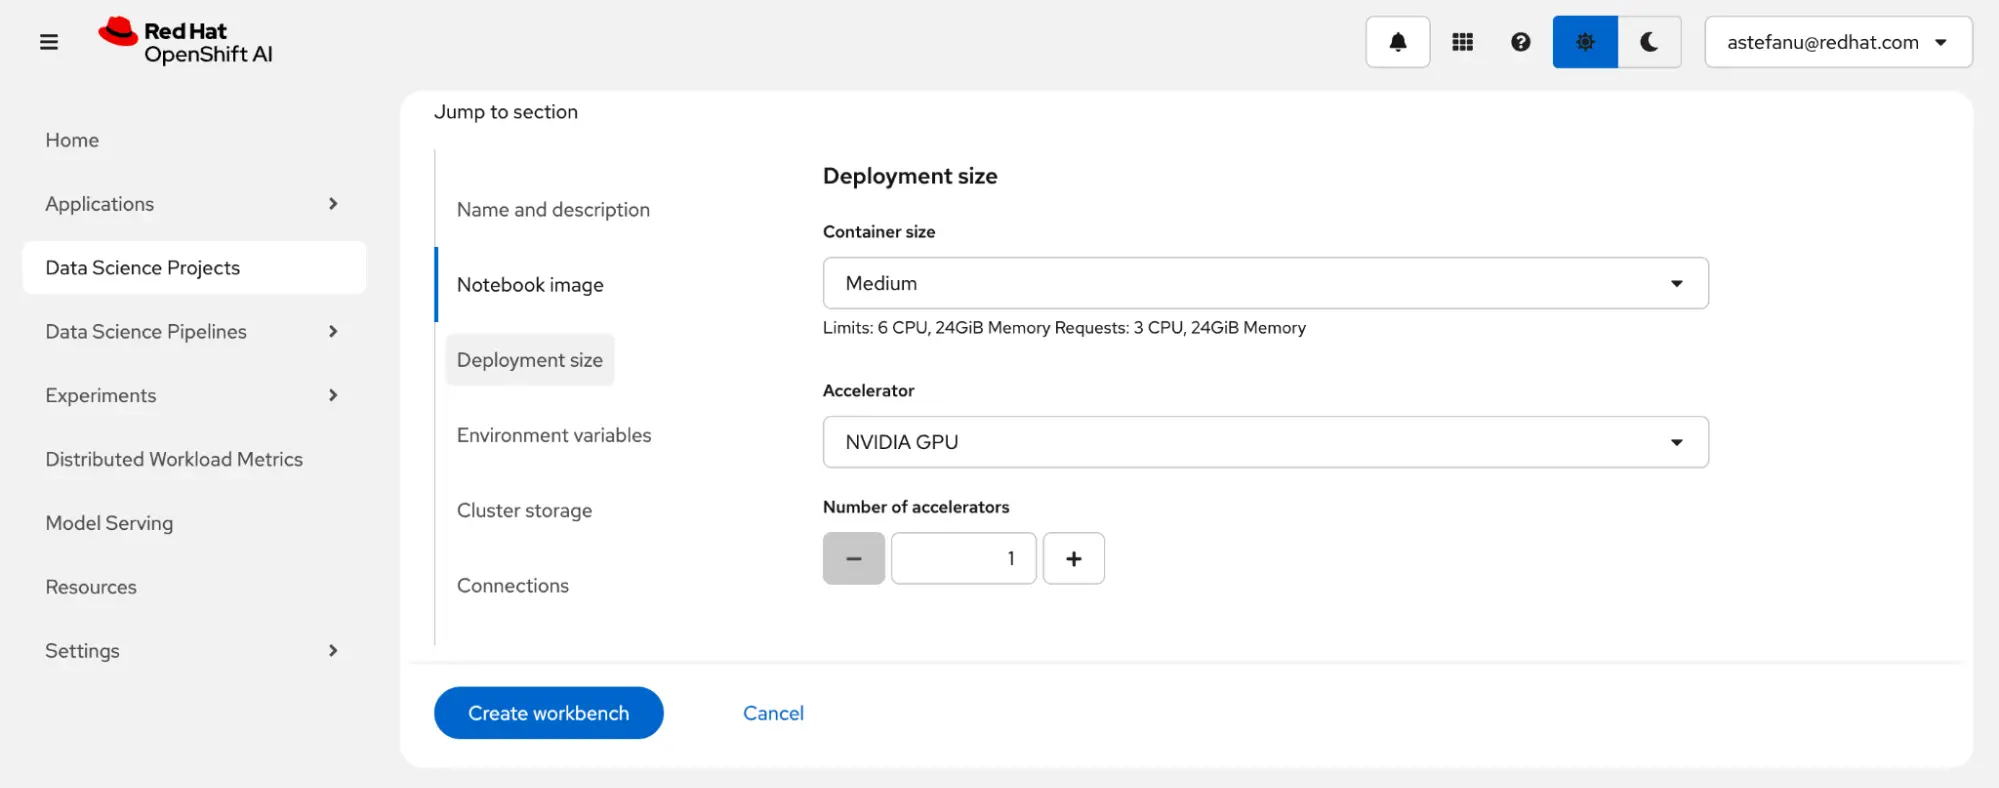 Red Hat
OpenShift AI
astefanu@redhat.com
Home
Applications
Data Science Projects
Data Science Pipelines
Experiments
Distributed Workload Metrics
Model Serving
Resources
Settings
Jump to section
Name and description
Notebook image
Deployment size
Environment variables
Cluster storage
Connections
Deployment size
Container size
Medium
Limits: 6 CPU, 24GiB Memory Requests: 3 CPU, 24GiB Memory
Accelerator
NVIDIA GPU
Number of accelerators
1
Create workbench
Cancel